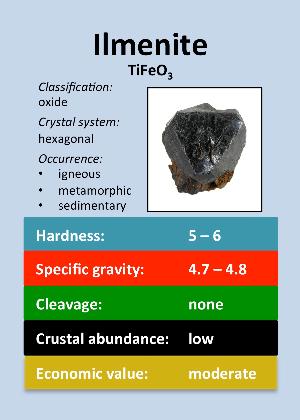 Ilmenite
TiFeO₃
Classification:
oxide
Crystal system:
hexagonal
Occurrence:
• igneous
• metamorphic
• sedimentary
Hardness: 5 – 6
Specific gravity: 4.7 – 4.8
Cleavage: none
Crustal abundance: low
Economic value: moderate